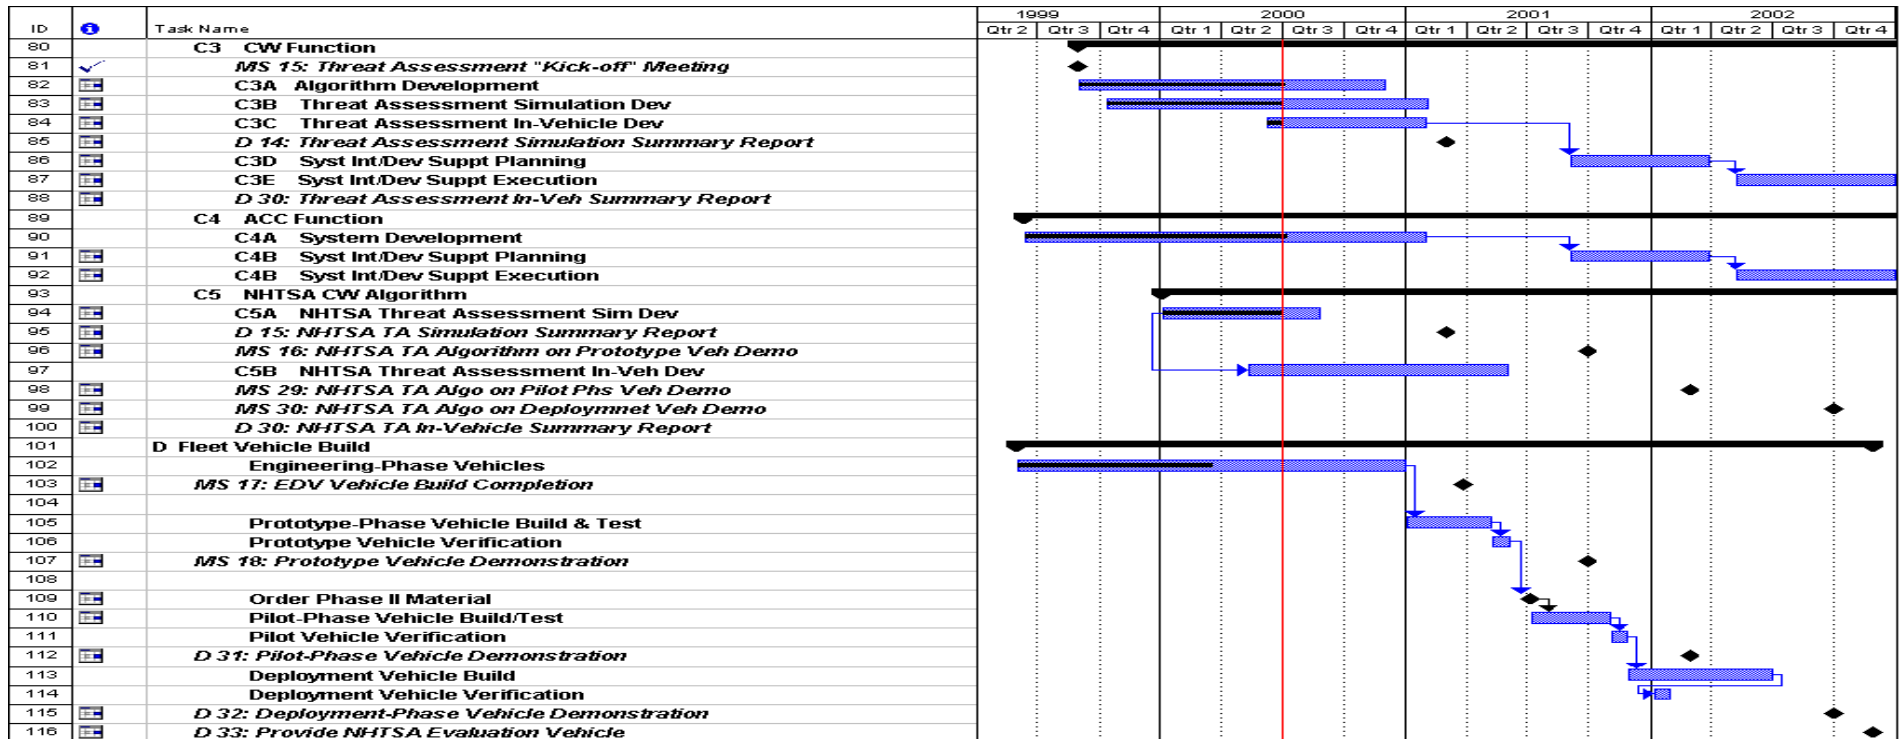 1999 2000 2001 2002
ID Task Name Qtr 2 Qtr 3 Qtr 4 Qtr 1 Qtr 2 Qtr 3 Qtr 4 Qtr 1 Qtr 2 Qtr 3 Qtr 4 Qtr 1 Qtr 2 Qtr 3 Qtr 4
80 C3 CW Function
81 MS 15: Threat Assessment "Kick-off" Meeting
82 C3A Algorithm Development
83 C3B Threat Assessment Simulation Dev
84 C3C Threat Assessment In-Vehicle Dev
85 D 14: Threat Assessment Simulation Summary Report
86 C3D Syst Int/Dev Suppt Planning
87 C3E Syst Int/Dev Suppt Execution
88 D 30: Threat Assessment In-Veh Summary Report
89 C4 ACC Function
90 C4A System Development
91 C4B Syst Int/Dev Suppt Planning
92 C4B Syst Int/Dev Suppt Execution
93 C5 NHTSA CW Algorithm
94 C5A NHTSA Threat Assessment Sim Dev
95 D 15: NHTSA TA Simulation Summary Report
96 MS 16: NHTSA TA Algorithm on Prototype Veh Demo
97 C5B NHTSA Threat Assessment In-Veh Dev
98 MS 29: NHTSA TA Algo on Pilot Phs Veh Demo
99 MS 30: NHTSA TA Algo on Deploymnet Veh Demo
100 D 30: NHTSA TA In-Vehicle Summary Report
101 D Fleet Vehicle Build
102 Engineering-Phase Vehicles
103 MS 17: EDV Vehicle Build Completion
104
105 Prototype-Phase Vehicle Build & Test
106 Prototype Vehicle Verification
107 MS 18: Prototype Vehicle Demonstration
108
109 Order Phase II Material
110 Pilot-Phase Vehicle Build/Test
111 Pilot Vehicle Verification
112 D 31: Pilot-Phase Vehicle Demonstration
113 Deployment Vehicle Build
114 Deployment Vehicle Verification
115 D 32: Deployment-Phase Vehicle Demonstration
116 D 33: Provide NHTSA Evaluation Vehicle